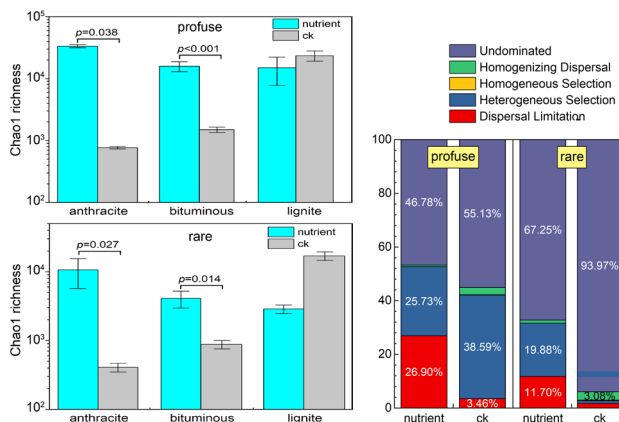 profuse
nutrient
ck
p=0.038
p<0.001
Chao1 richness
10^5
10^4
10^3
10^2
anthracite
bituminous
lignite
rare
nutrient
ck
p=0.027
p=0.014
Chao1 richness
10^4
10^3
10^2
anthracite
bituminous
lignite
Undominated
Homogenizing Dispersal
Homogeneous Selection
Heterogeneous Selection
Dispersal Limitation
100
80
60
40
20
0
profuse
rare
46.78%
55.13%
67.25%
93.97%
25.73%
38.59%
19.88%
26.90%
3.46%
11.70%
3.08%
nutrient
ck
nutrient
ck